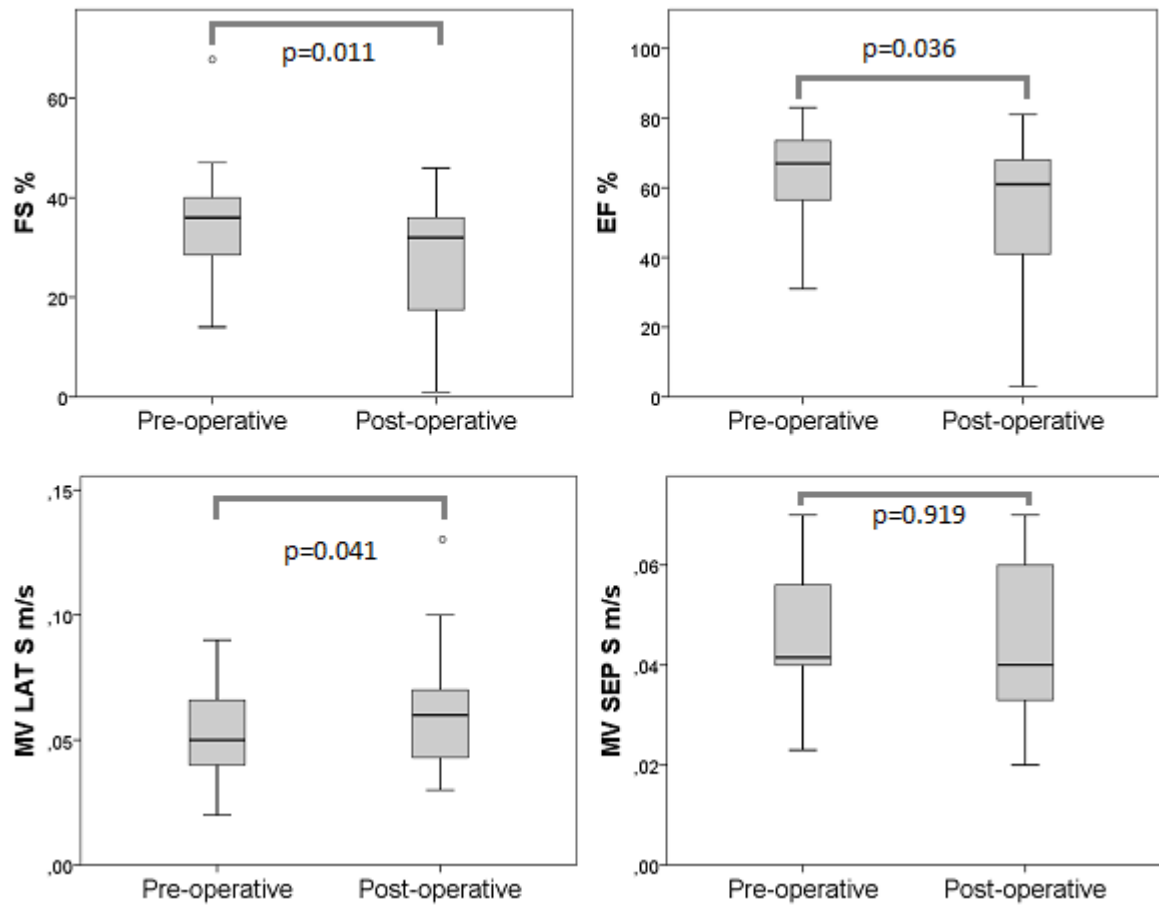 p=0.011
60
40
20
0
FS %
Pre-operative Post-operative
p=0.036
100
80
60
40
20
0
EF %
Pre-operative Post-operative
p=0.041
,15
,10
,05
,00
MV LAT S m/s
Pre-operative Post-operative
p=0.919
,06
,04
,02
,00
MV SEP S m/s
Pre-operative Post-operative